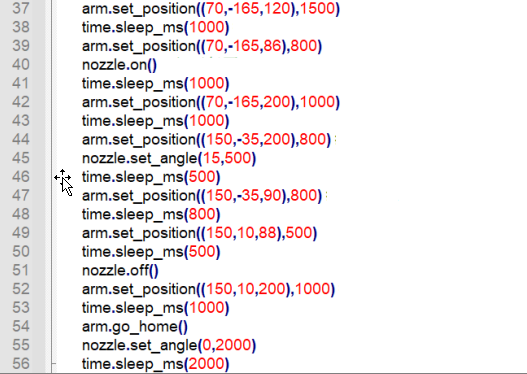 37 arm.set_position((70,-165,120),1500)
38 time.sleep_ms(1000)
39 arm.set_position((70,-165,86),800)
40 nozzle.on()
41 time.sleep_ms(1000)
42 arm.set_position((70,-165,200),1000)
43 time.sleep_ms(1000)
44 arm.set_position((150,-35,200),800)
45 nozzle.set_angle(15,500)
46 time.sleep_ms(500)
47 arm.set_position((150,-35,90),800)
48 time.sleep_ms(800)
49 arm.set_position((150,10,88),500)
50 time.sleep_ms(500)
51 nozzle.off()
52 arm.set_position((150,10,200),1000)
53 time.sleep_ms(1000)
54 arm.go_home()
55 nozzle.set_angle(0,2000)
56 time.sleep_ms(2000)